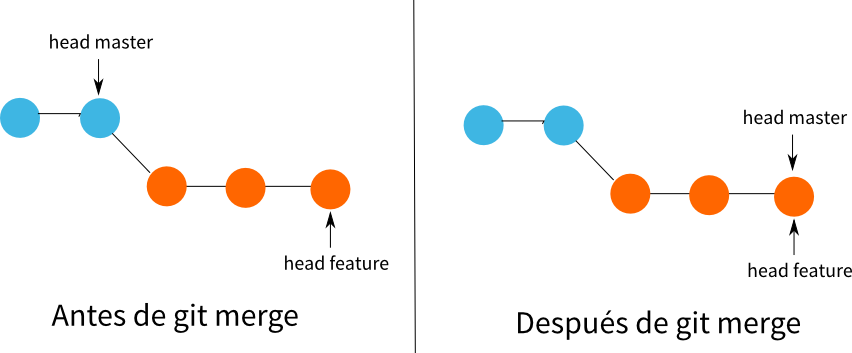 head master
head feature
Antes de git merge
head master
head feature
Después de git merge